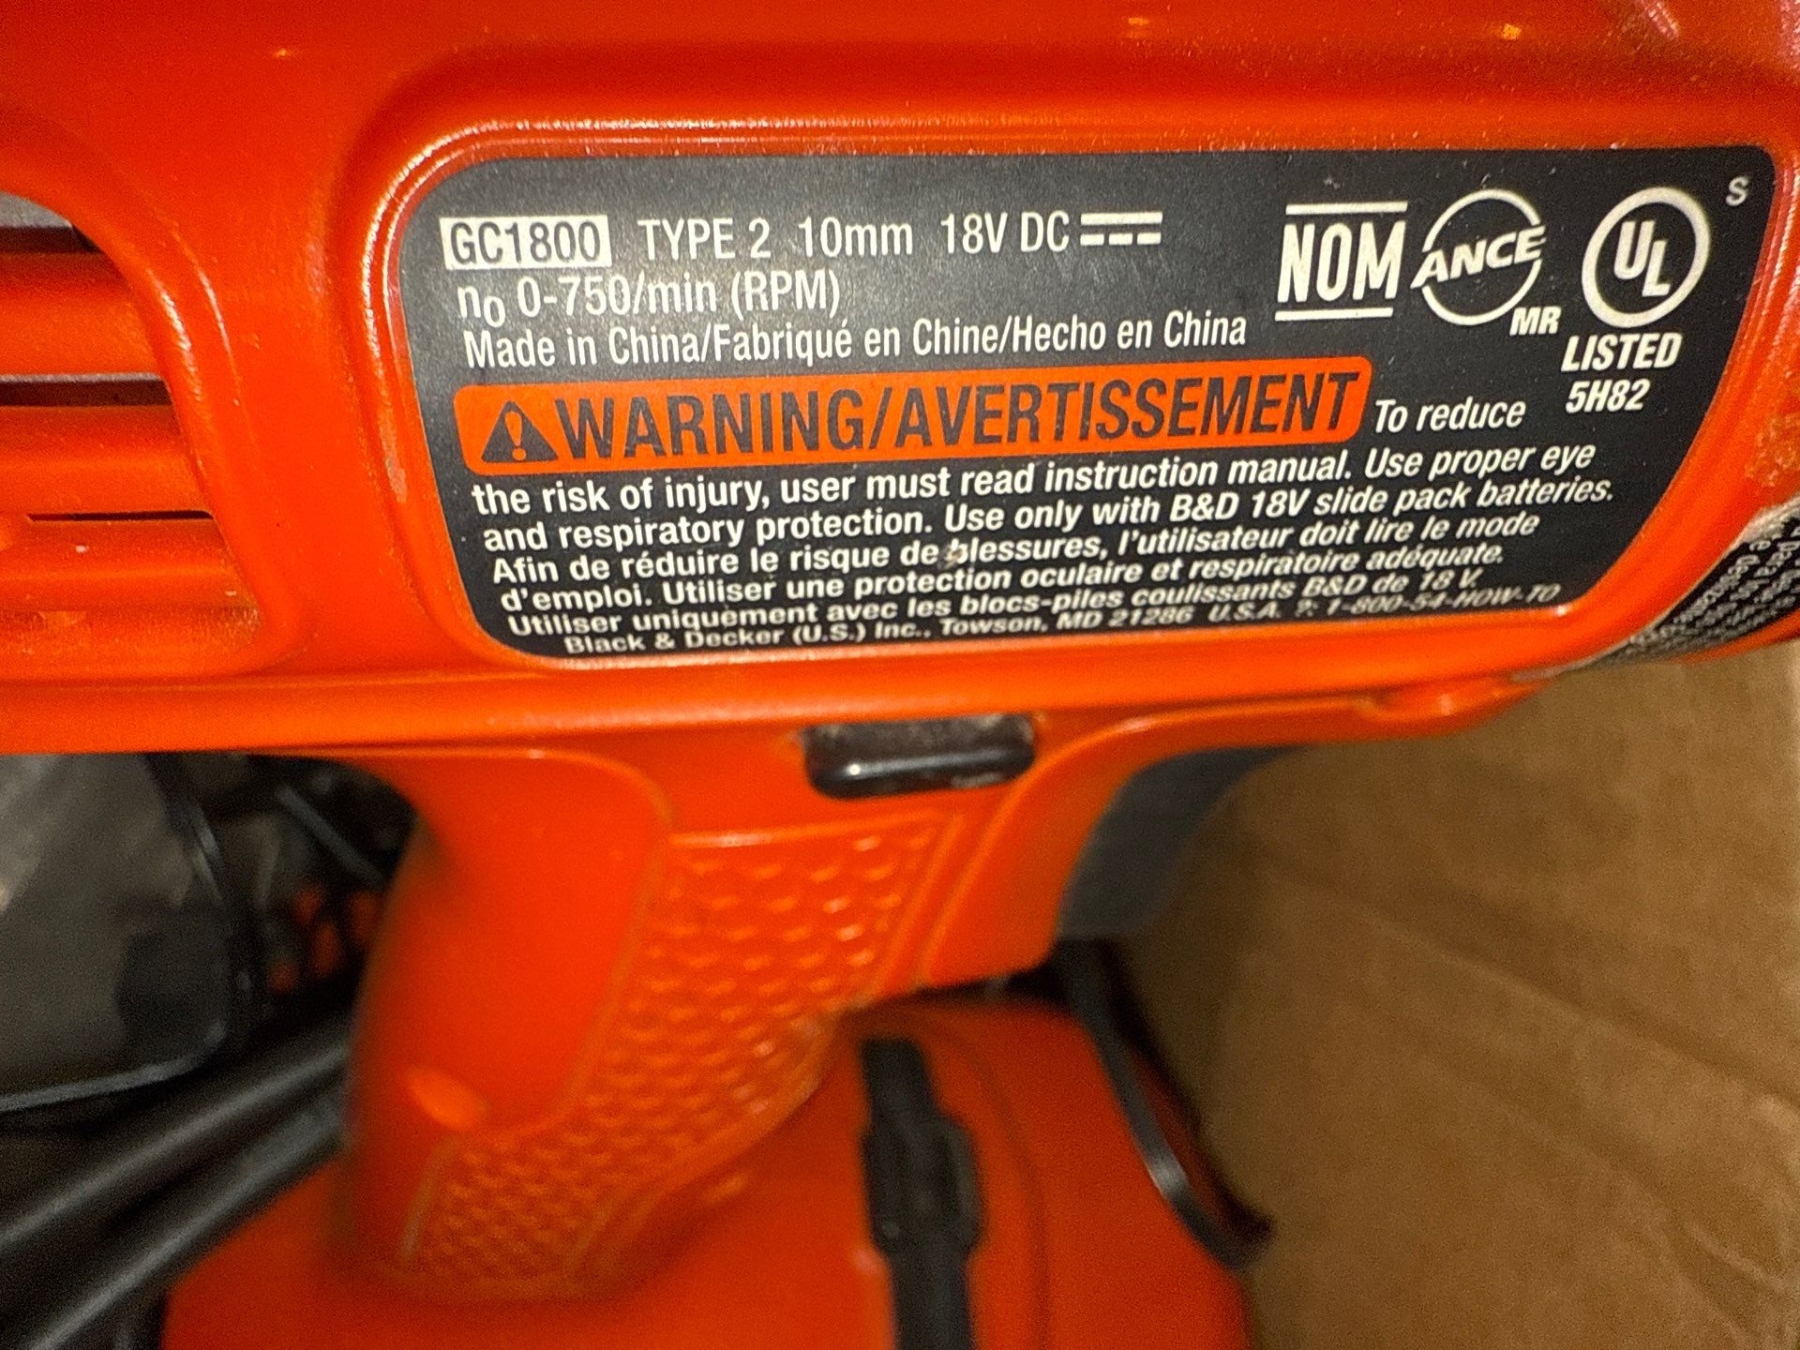 GC1800 TYPE 2 10mm 18V DC
n₀ 0-750/min (RPM)
Made in China/Fabriqué en Chine/Hecho en China
NOM ANCE MR
UL S
LISTED
5H82
WARNING/AVERTISSEMENT To reduce
the risk of injury, user must read instruction manual. Use proper eye
and respiratory protection. Use only with B&D 18V slide pack batteries.
Afin de réduire le risque de blessures, l'utilisateur doit lire le mode
d'emploi. Utiliser une protection oculaire et respiratoire adéquate.
Utiliser uniquement avec les blocs-piles coulissants B&D de 18 V.
Black & Decker (U.S.) Inc., Towson, MD 21286 U.S.A. ?: 1-800-54-HOW-TO